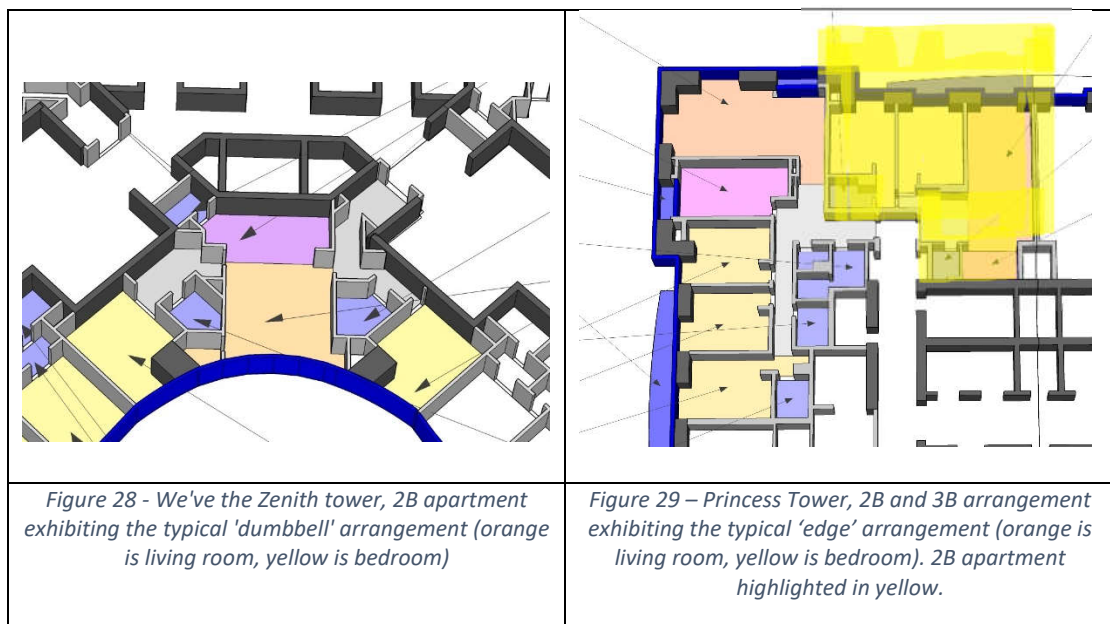 Figure 28 - We've the Zenith tower, 2B apartment
exhibiting the typical 'dumbbell' arrangement (orange
is living room, yellow is bedroom)
Figure 29 – Princess Tower, 2B and 3B arrangement
exhibiting the typical ‘edge’ arrangement (orange is
living room, yellow is bedroom). 2B apartment
highlighted in yellow.